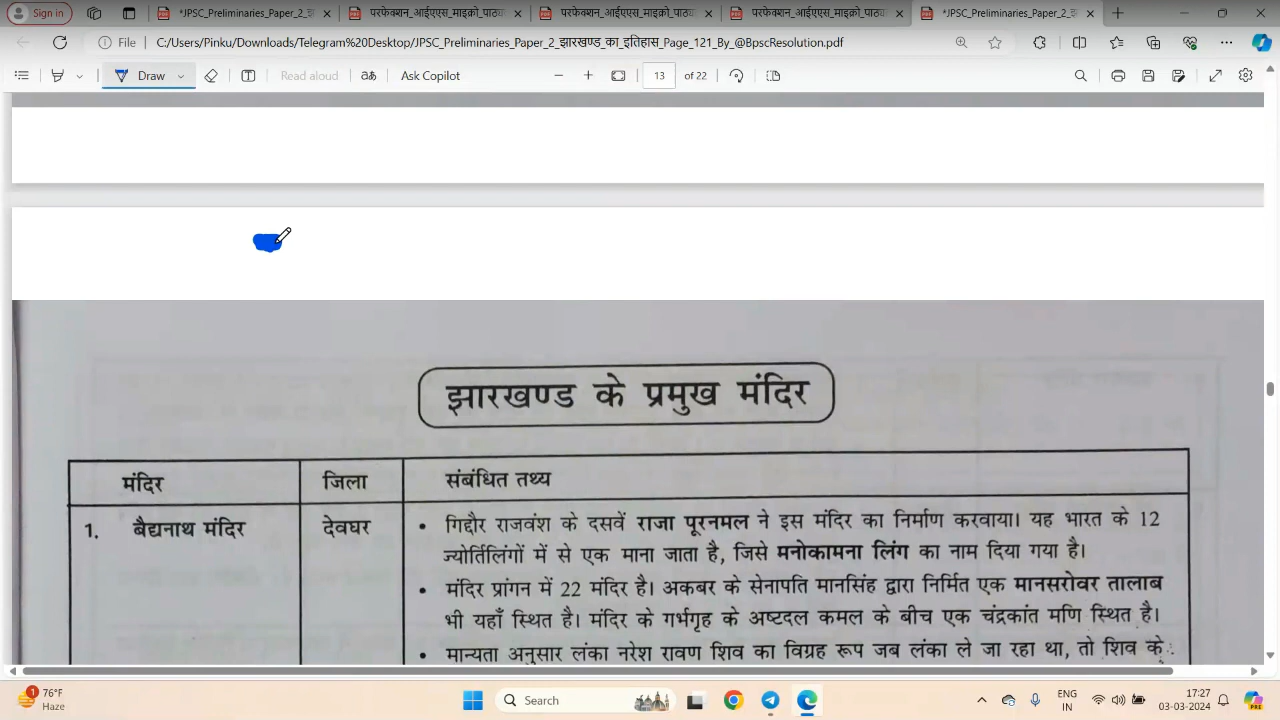 Sign in
*JPSC_Preliminaries_Paper_2_झ
परफेक्शन_आईएएस_माइक्रो_पाठ्य
परफेक्शन_आईएएस_माइक्रो_पाठ्य
परफेक्शन_आईएएस_माइक्रो_पाठ्य
*JPSC_Preliminaries_Paper_2_झ
File
C:/Users/Pinku/Downloads/Telegram%20Desktop/JPSC_Preliminaries_Paper_2_झारखण्ड_का_इतिहास_Page_121_By_@BpscResolution.pdf
Draw
Read aloud
Ask Copilot
13 of 22
झारखण्ड के प्रमुख मंदिर
मंदिर जिला संबंधित तथ्य
1. बैद्यनाथ मंदिर देवघर • गिद्दौर राजवंश के दसवें राजा पूरनमल ने इस मंदिर का निर्माण करवाया। यह भारत के 12
ज्योर्तिलिंगों में से एक माना जाता है, जिसे मनोकामना लिंग का नाम दिया गया है।
• मंदिर प्रांगन में 22 मंदिर है। अकबर के सेनापति मानसिंह द्वारा निर्मित एक मानसरोवर तालाब
भी यहाँ स्थित है। मंदिर के गर्भगृह के अष्टदल कमल के बीच एक चंद्रकांत मणि स्थित है।
• मान्यता अनुसार लंका नरेश रावण शिव का विग्रह रूप जब लंका ले जा रहा था, तो शिव के
1
76°F
Haze
Search
ENG
IN
17:27
03-03-2024